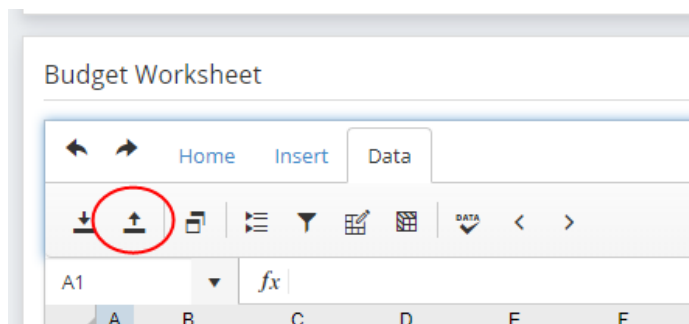 Budget Worksheet
Home Insert Data
DATA
A1 fx
A B C D E F